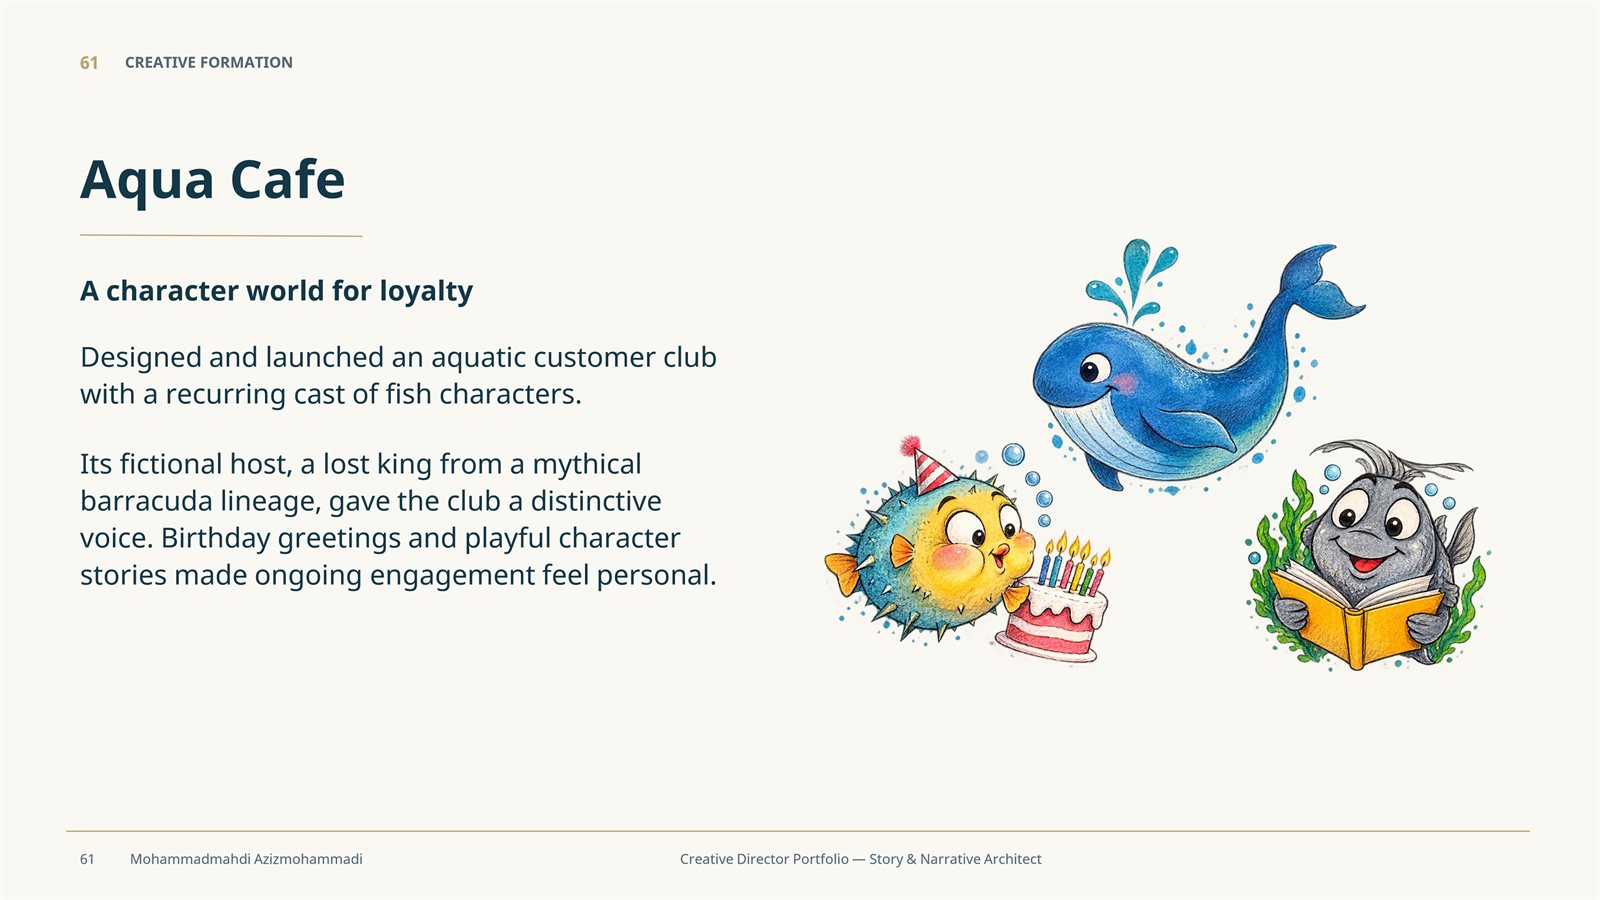 61 CREATIVE FORMATION
Aqua Cafe
A character world for loyalty
Designed and launched an aquatic customer club
with a recurring cast of fish characters.
Its fictional host, a lost king from a mythical
barracuda lineage, gave the club a distinctive
voice. Birthday greetings and playful character
stories made ongoing engagement feel personal.
61 Mohammadmahdi Azizmohammadi Creative Director Portfolio — Story & Narrative Architect